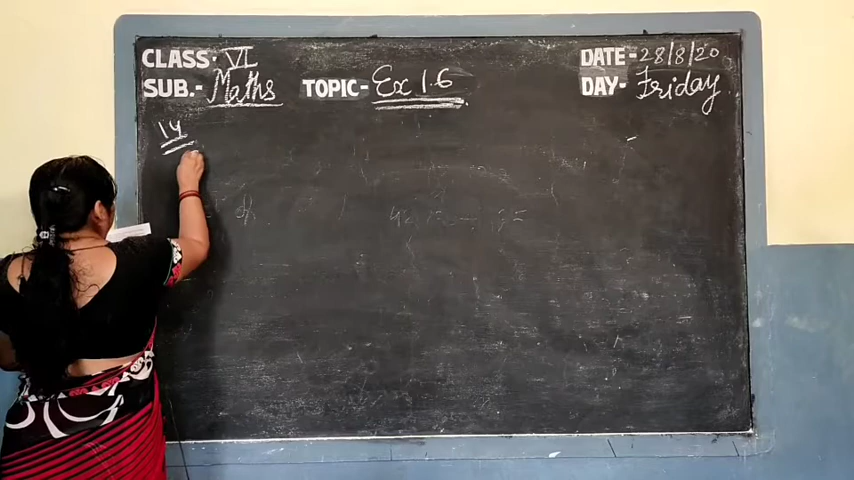 CLASS- VI
SUB.- Maths
TOPIC- Ex 1.6
DATE- 28/8/20
DAY- Friday
14